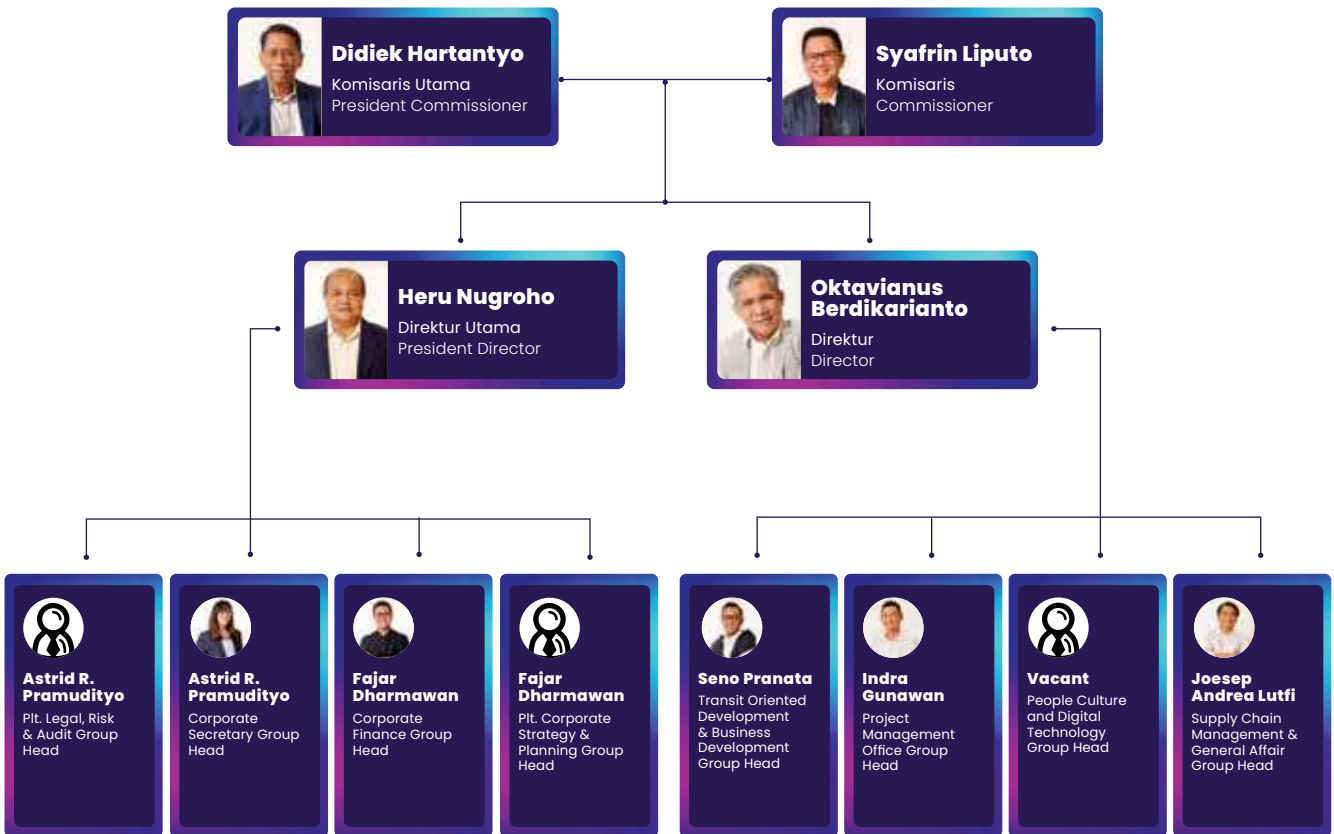 Didiek Hartantyo
Komisaris Utama
President Commissioner
Syafrin Liputo
Komisaris
Commissioner
Heru Nugroho
Direktur Utama
President Director
Oktavianus
Berdikarianto
Direktur
Director
Astrid R.
Pramudityo
Plt. Legal, Risk
& Audit Group
Head
Astrid R.
Pramudityo
Corporate
Secretary Group
Head
Fajar
Dharmawan
Corporate
Finance Group
Head
Fajar
Dharmawan
Plt. Corporate
Strategy &
Planning Group
Head
Seno Pranata
Transit Oriented
Development
& Business
Development
Group Head
Indra
Gunawan
Project
Management
Office Group
Head
Vacant
People Culture
and Digital
Technology
Group Head
Joesep
Andrea Lutfi
Supply Chain
Management &
General Affair
Group Head